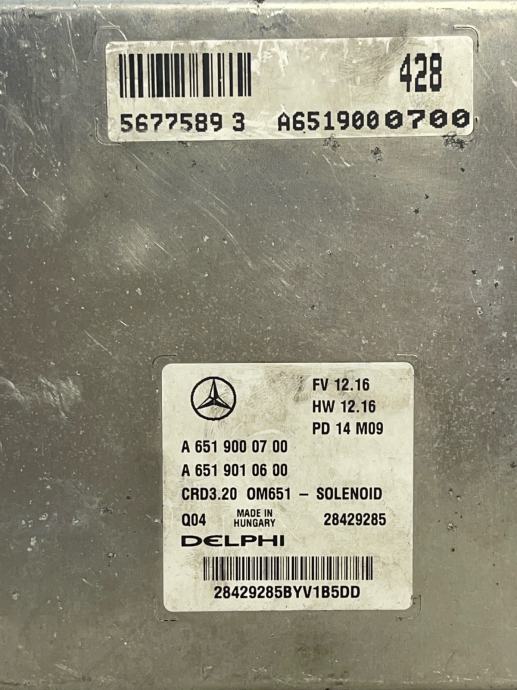 428
5677589 3 A6519000700
FV 12.16
HW 12.16
PD 14 M09
A 651 900 07 00
A 651 901 06 00
CRD3.20 OM651 - SOLENOID
Q04 MADE IN HUNGARY 28429285
DELPHI
28429285BYV1B5DD